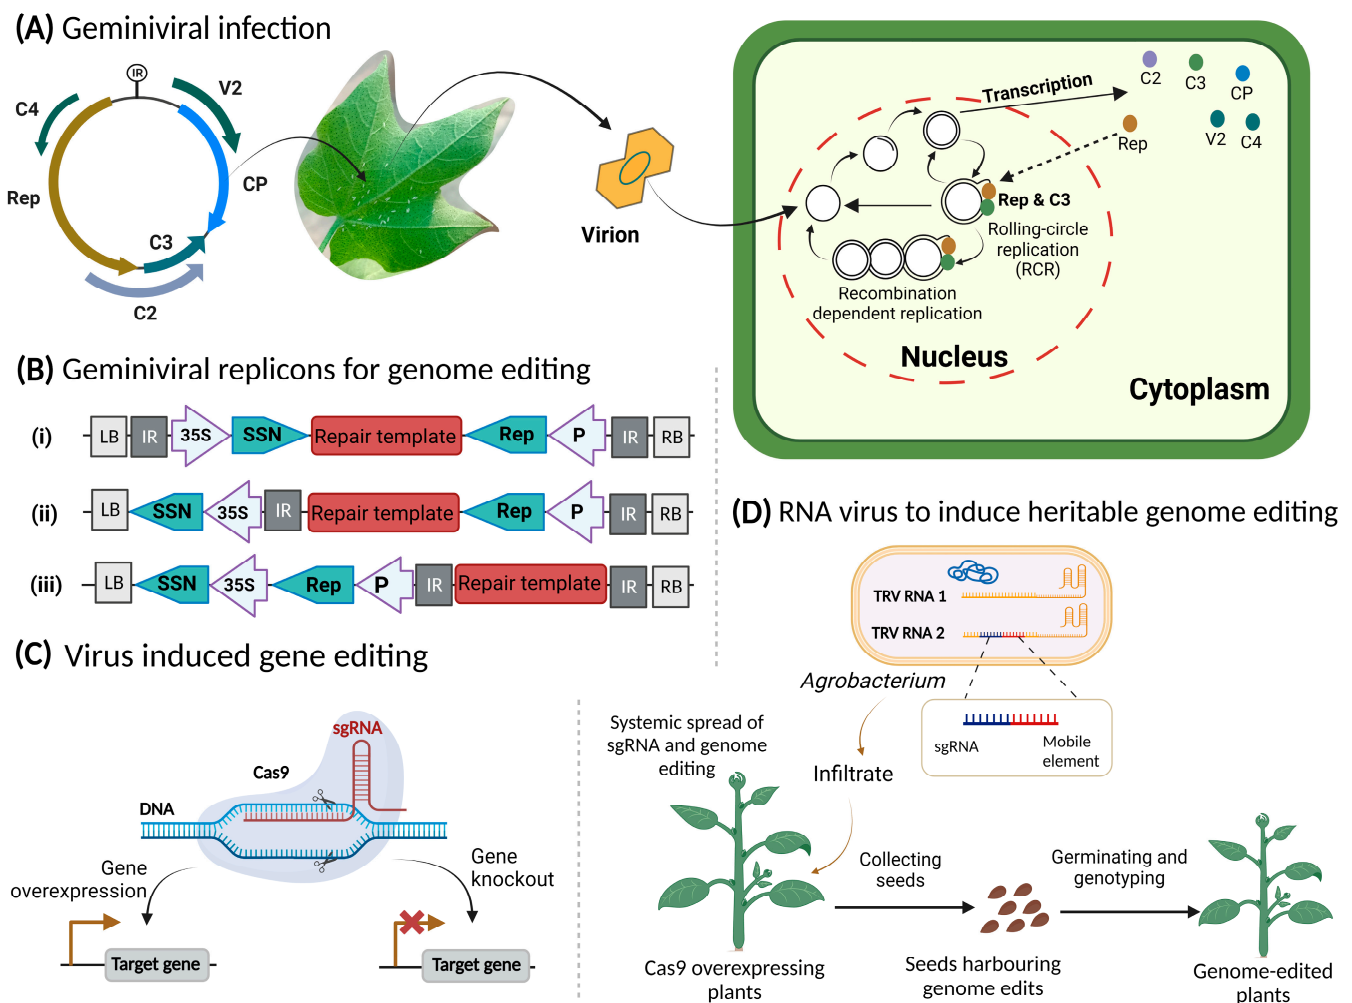 (A) Geminiviral infection
IR
V2
C4
Rep
CP
C3
C2
Virion
Transcription
C2
C3
CP
V2
C4
Rep
Rep & C3
Rolling-circle
replication
(RCR)
Recombination
dependent replication
Nucleus
Cytoplasm
(B) Geminiviral replicons for genome editing
(i) LB IR 35S SSN Repair template Rep P IR RB
(ii) LB SSN 35S IR Repair template Rep P IR RB
(iii) LB SSN 35S Rep P IR Repair template IR RB
(C) Virus induced gene editing
sgRNA
Cas9
DNA
Gene
overexpression
Gene
knockout
Target gene
Target gene
(D) RNA virus to induce heritable genome editing
TRV RNA 1
TRV RNA 2
Agrobacterium
sgRNA
Mobile
element
Systemic spread of
sgRNA and genome
editing
Infiltrate
Collecting
seeds
Germinating and
genotyping
Cas9 overexpressing
plants
Seeds harbouring
genome edits
Genome-edited
plants